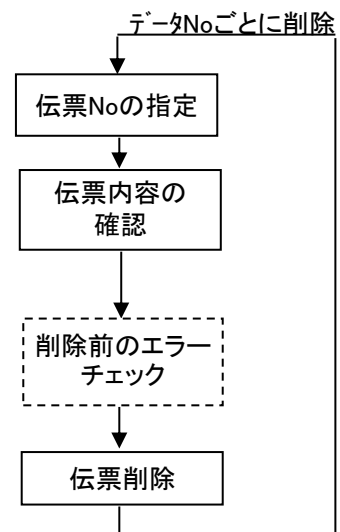 ﾃﾞｰﾀNoごとに削除
伝票Noの指定
伝票内容の
確認
削除前のエラー
チェック
伝票削除